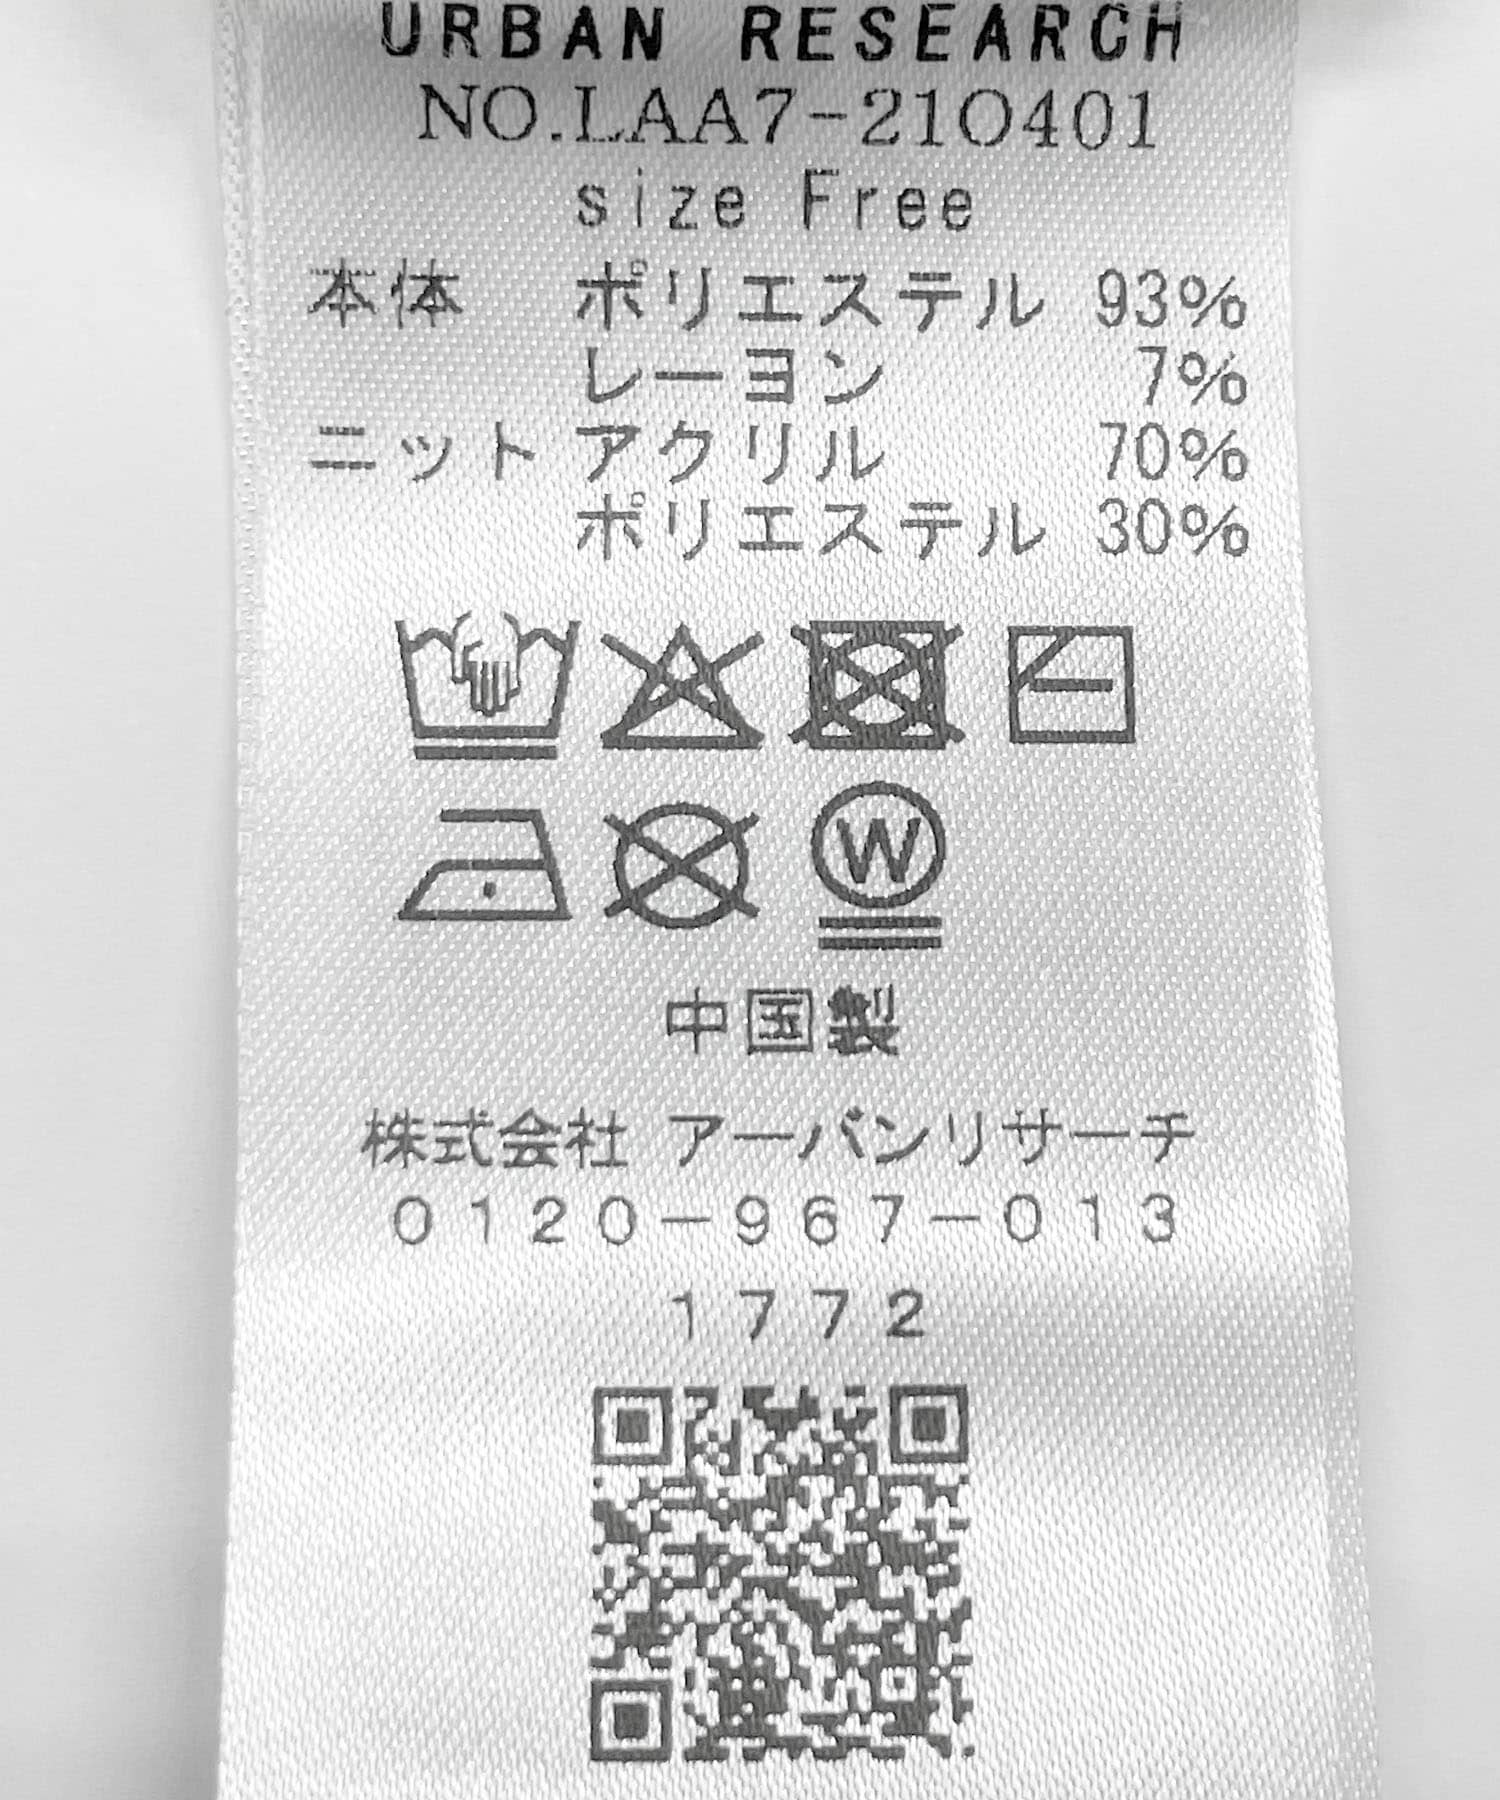 URBAN RESEARCH
NO.LAA7-21O401
size Free
本体 ポリエステル 93%
レーヨン 7%
ニット アクリル 70%
ポリエステル 30%
W
中国製
株式会社 アーバンリサーチ
0120-967-013
1772